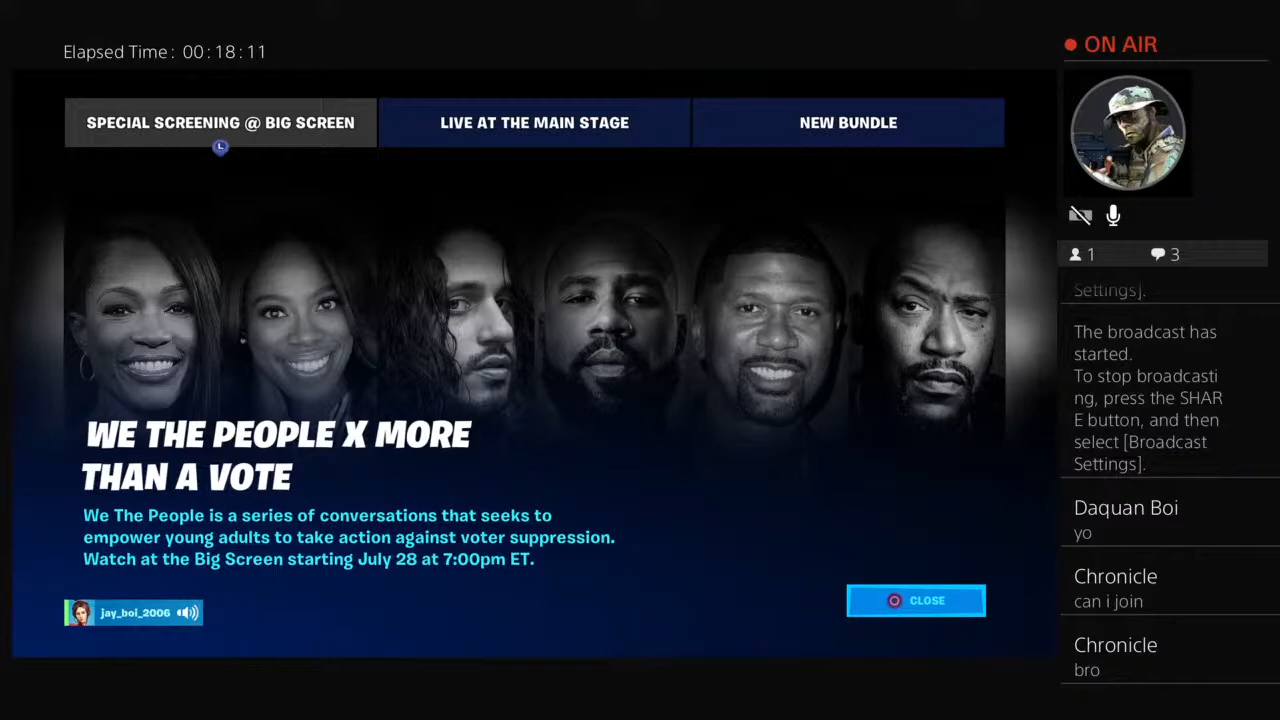 Elapsed Time: 00:18:11
ON AIR
SPECIAL SCREENING @ BIG SCREEN
LIVE AT THE MAIN STAGE
NEW BUNDLE
L
1
3
Settings].
The broadcast has
started.
To stop broadcasti
ng, press the SHAR
E button, and then
select [Broadcast
Settings].
Daquan Boi
yo
Chronicle
can i join
Chronicle
bro
WE THE PEOPLE X MORE
THAN A VOTE
We The People is a series of conversations that seeks to
empower young adults to take action against voter suppression.
Watch at the Big Screen starting July 28 at 7:00pm ET.
jay_boi_2006
CLOSE